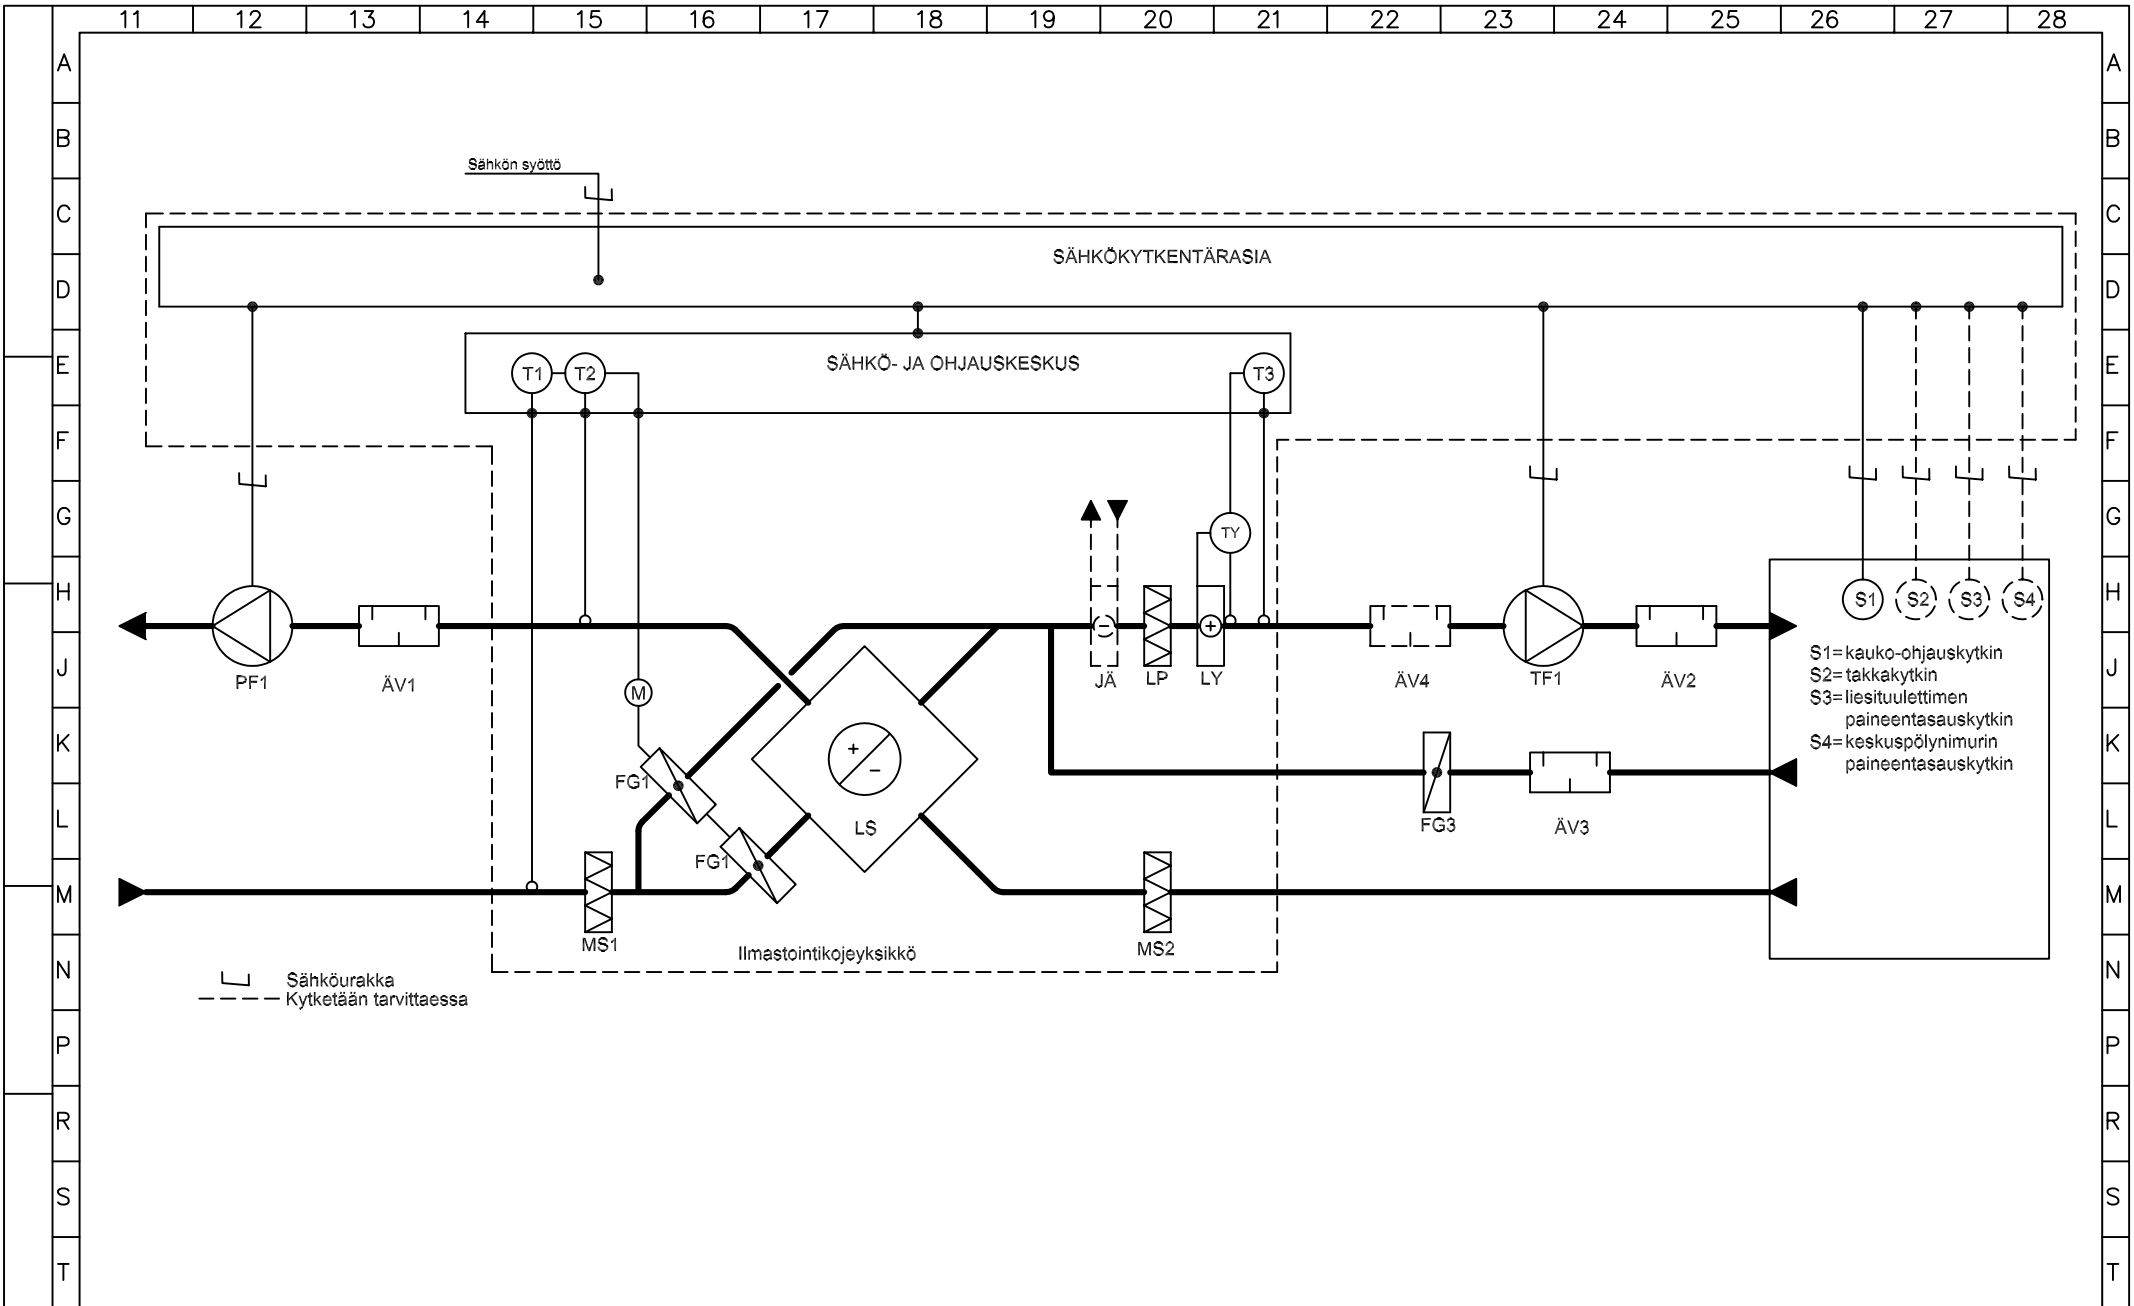 11 12 13 14 15 16 17 18 19 20 21 22 23 24 25 26 27 28
A A
B B
Sähkön syöttö
C C
SÄHKÖKYTKENTÄRASIA
D D
E T1 T2 SÄHKÖ- JA OHJAUSKESKUS T3 E
F F
G TY G
H S1 S2 S3 S4 H
- +
J PF1 ÄV1 M JÄ LP LY ÄV4 TF1 ÄV2 J
S1=kauko-ohjauskytkin
S2=takkakytkin
S3=liesituulettimen
paineentasauskytkin
S4=keskuspölynimurin
paineentasauskytkin
K + - K
FG1
L LS FG3 ÄV3 L
FG1
M M
MS1 Ilmastointikojeyksikkö MS2
N N
Sähköurakka
Kytketään tarvittaessa
P P
R R
S S
T T